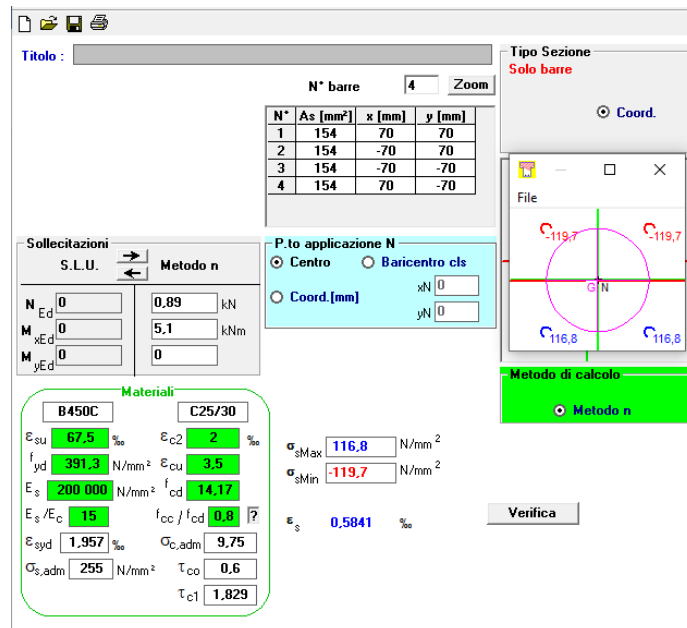 Titolo :
N° barre 4 Zoom
N° As [mm²] x [mm] y [mm]
1 154 70 70
2 154 -70 70
3 154 -70 -70
4 154 70 -70
Tipo Sezione
Solo barre
Coord.
File
-119,7 -119,7
G N
116,8 116,8
Sollecitazioni
S.L.U. Metodo n
N Ed 0 0,89 kN
M xEd 0 5,1 kNm
M yEd 0 0
P.to applicazione N
Centro Baricentro cls
Coord.[mm] xN 0
yN 0
Metodo di calcolo
Metodo n
Materiali
B450C C25/30
εsu 67,5 ‰ εc2 2 ‰
fyd 391,3 N/mm² εcu 3,5
Es 200 000 N/mm² fcd 14,17
Es/Ec 15 fcc / fcd 0,8 ?
εsyd 1,957 ‰ σc,adm 9,75
σs,adm 255 N/mm² τco 0,6
τc1 1,829
σsMax 116,8 N/mm²
σsMin -119,7 N/mm²
εs 0,5841 ‰
Verifica